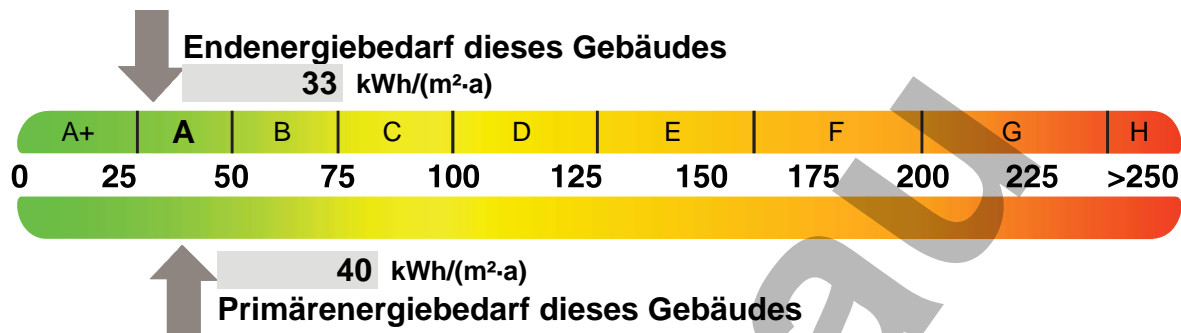 Endenergiebedarf dieses Gebäudes
33 kWh/(m²·a)
A+ A B C D E F G H
0 25 50 75 100 125 150 175 200 225 >250
40 kWh/(m²·a)
Primärenergiebedarf dieses Gebäudes
au